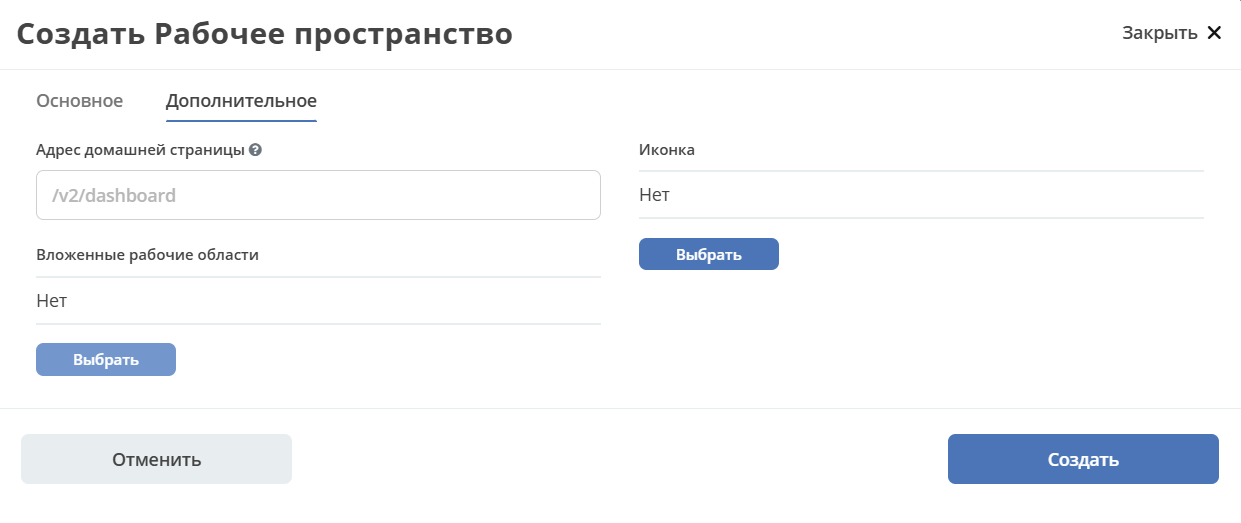 Создать Рабочее пространство
Закрыть
Основное
Дополнительное
Адрес домашней страницы
/v2/dashboard
Вложенные рабочие области
Нет
Выбрать
Иконка
Нет
Выбрать
Отменить
Создать